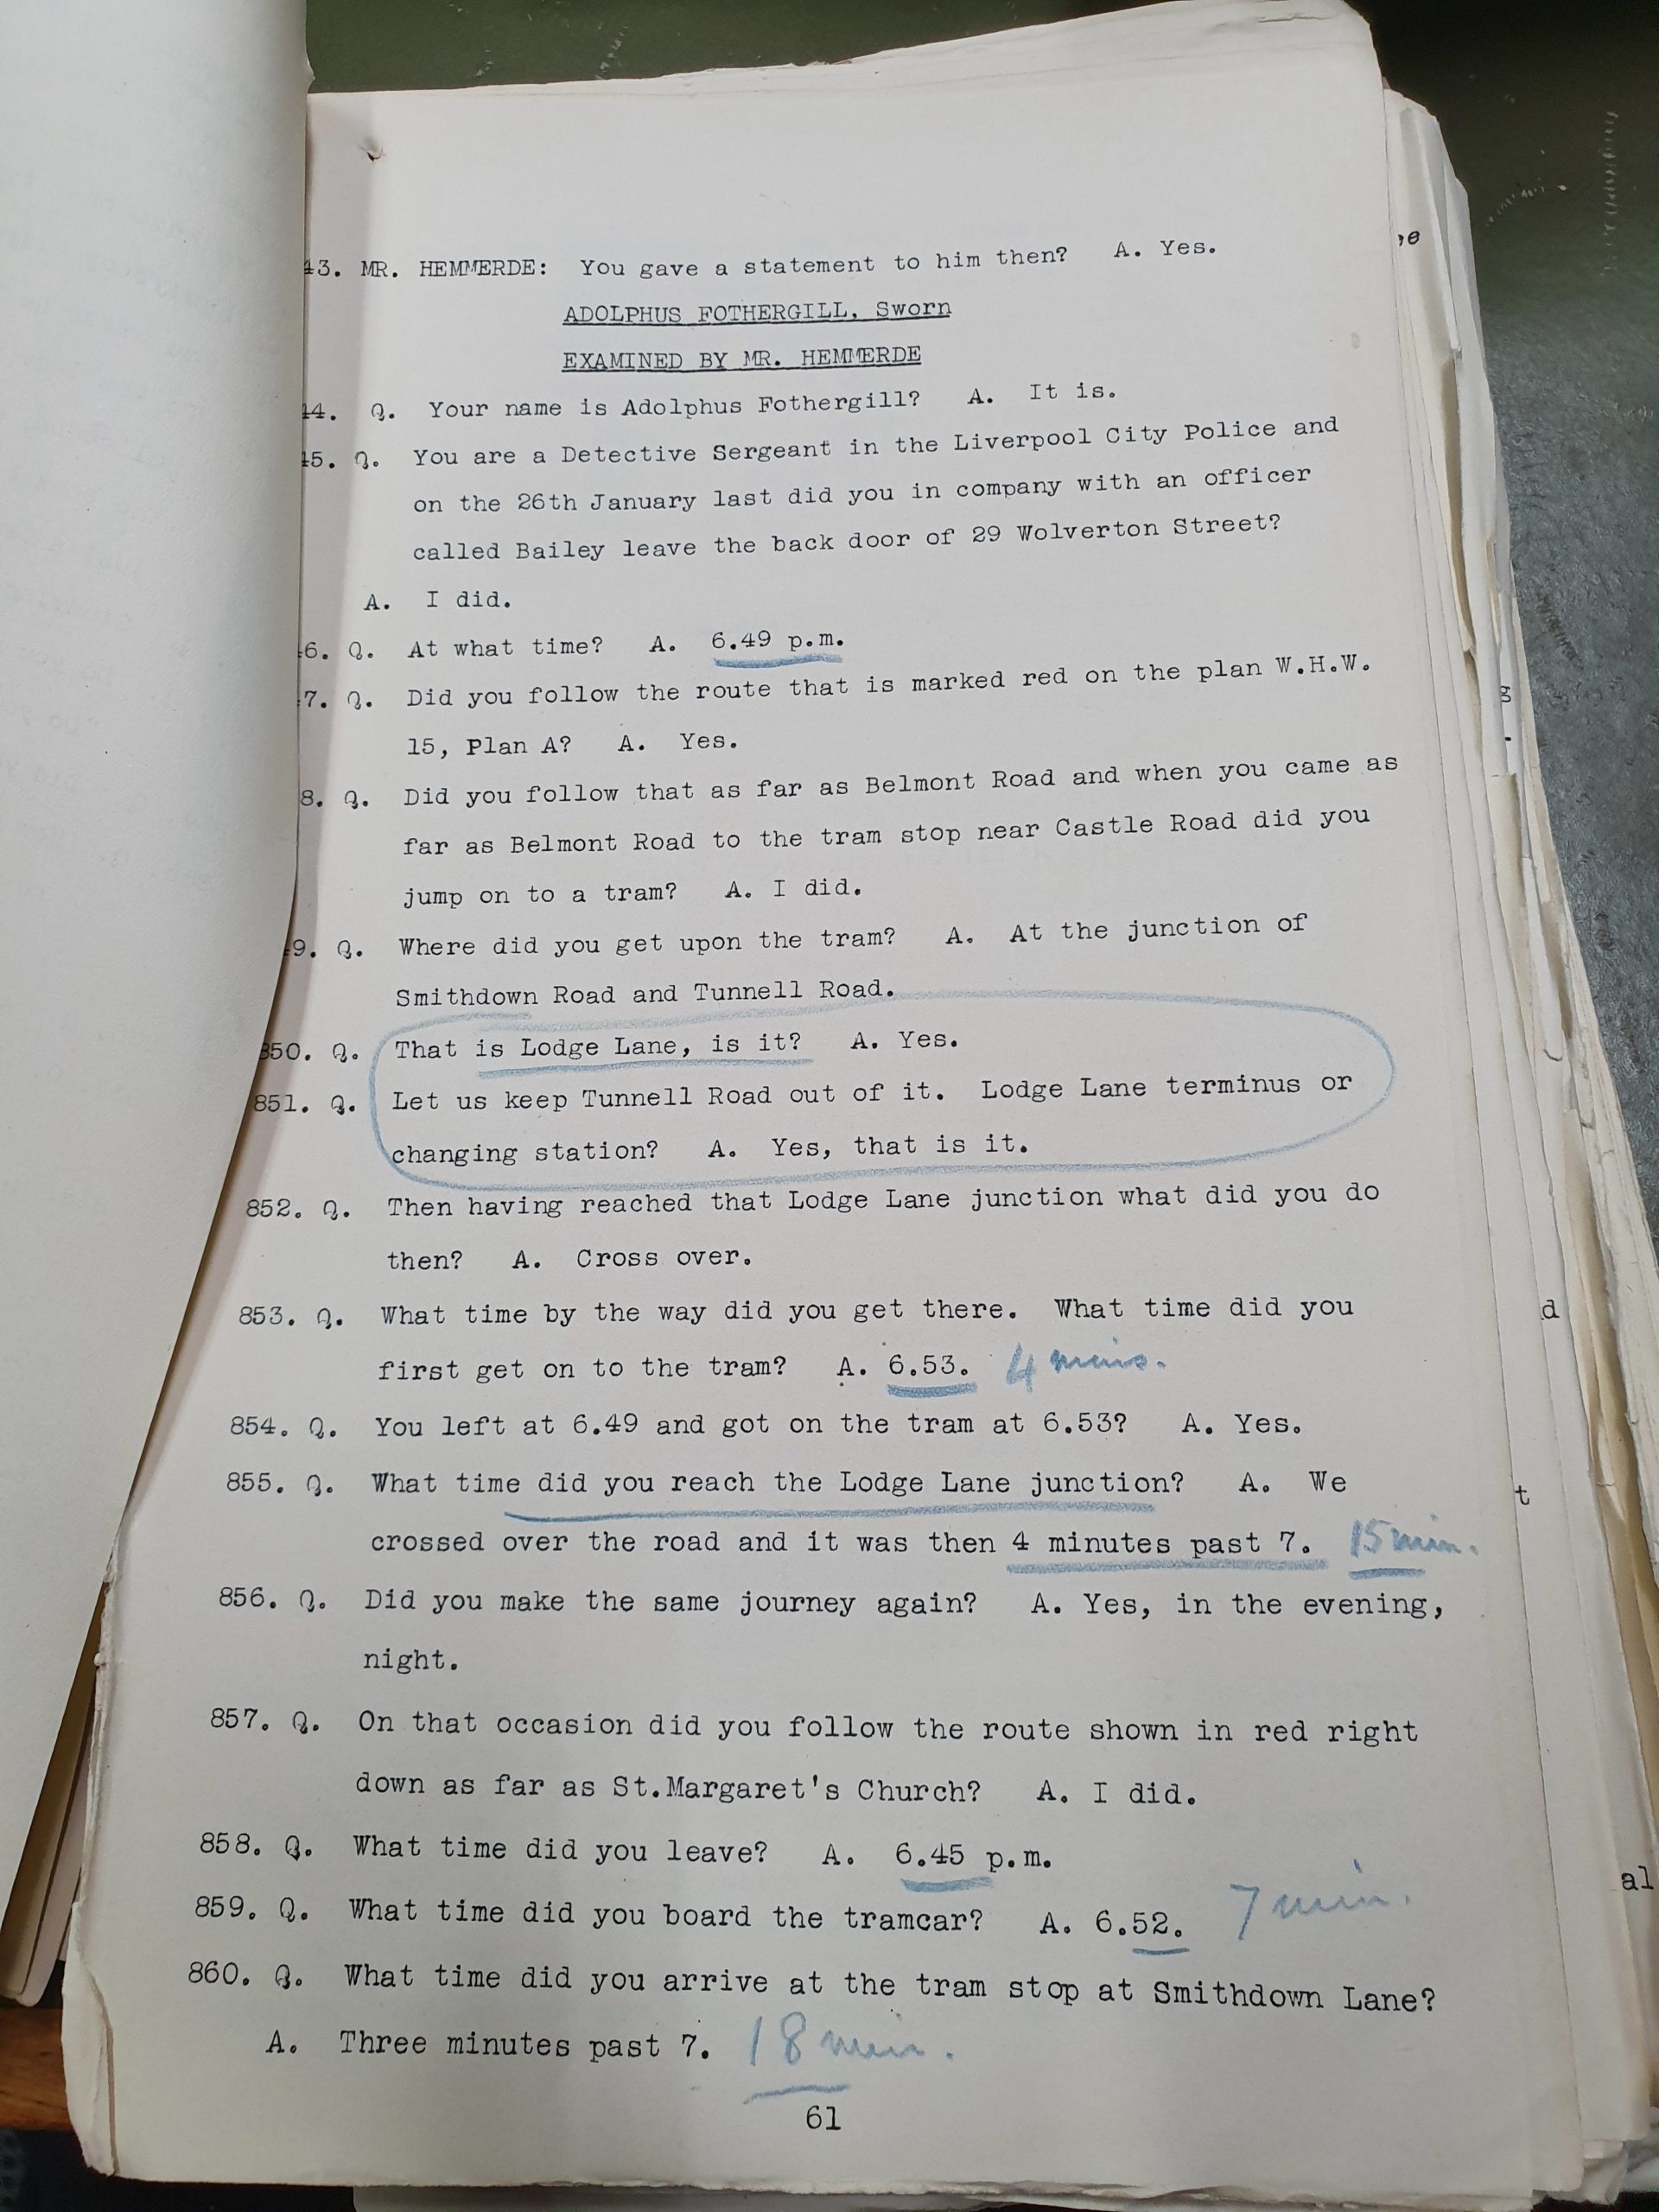 43. MR. HEMMERDE: You gave a statement to him then? A. Yes.
ADOLPHUS FOTHERGILL, Sworn
EXAMINED BY MR. HEMMERDE
44. Q. Your name is Adolphus Fothergill? A. It is.
45. Q. You are a Detective Sergeant in the Liverpool City Police and
on the 26th January last did you in company with an officer
called Bailey leave the back door of 29 Wolverton Street?
A. I did.
6. Q. At what time? A. 6.49 p.m.
7. Q. Did you follow the route that is marked red on the plan W.H.W.
15, Plan A? A. Yes.
8. Q. Did you follow that as far as Belmont Road and when you came as
far as Belmont Road to the tram stop near Castle Road did you
jump on to a tram? A. I did.
9. Q. Where did you get upon the tram? A. At the junction of
Smithdown Road and Tunnell Road.
850. Q. That is Lodge Lane, is it? A. Yes.
851. Q. Let us keep Tunnell Road out of it. Lodge Lane terminus or
changing station? A. Yes, that is it.
852. Q. Then having reached that Lodge Lane junction what did you do
then? A. Cross over.
853. Q. What time by the way did you get there. What time did you
first get on to the tram? A. 6.53. 4 mins.
854. Q. You left at 6.49 and got on the tram at 6.53? A. Yes.
855. Q. What time did you reach the Lodge Lane junction? A. We
crossed over the road and it was then 4 minutes past 7. 15 min.
856. Q. Did you make the same journey again? A. Yes, in the evening,
night.
857. Q. On that occasion did you follow the route shown in red right
down as far as St.Margaret's Church? A. I did.
858. Q. What time did you leave? A. 6.45 p.m.
859. Q. What time did you board the tramcar? A. 6.52. 7 min.
860. Q. What time did you arrive at the tram stop at Smithdown Lane?
A. Three minutes past 7. 18 min.
61